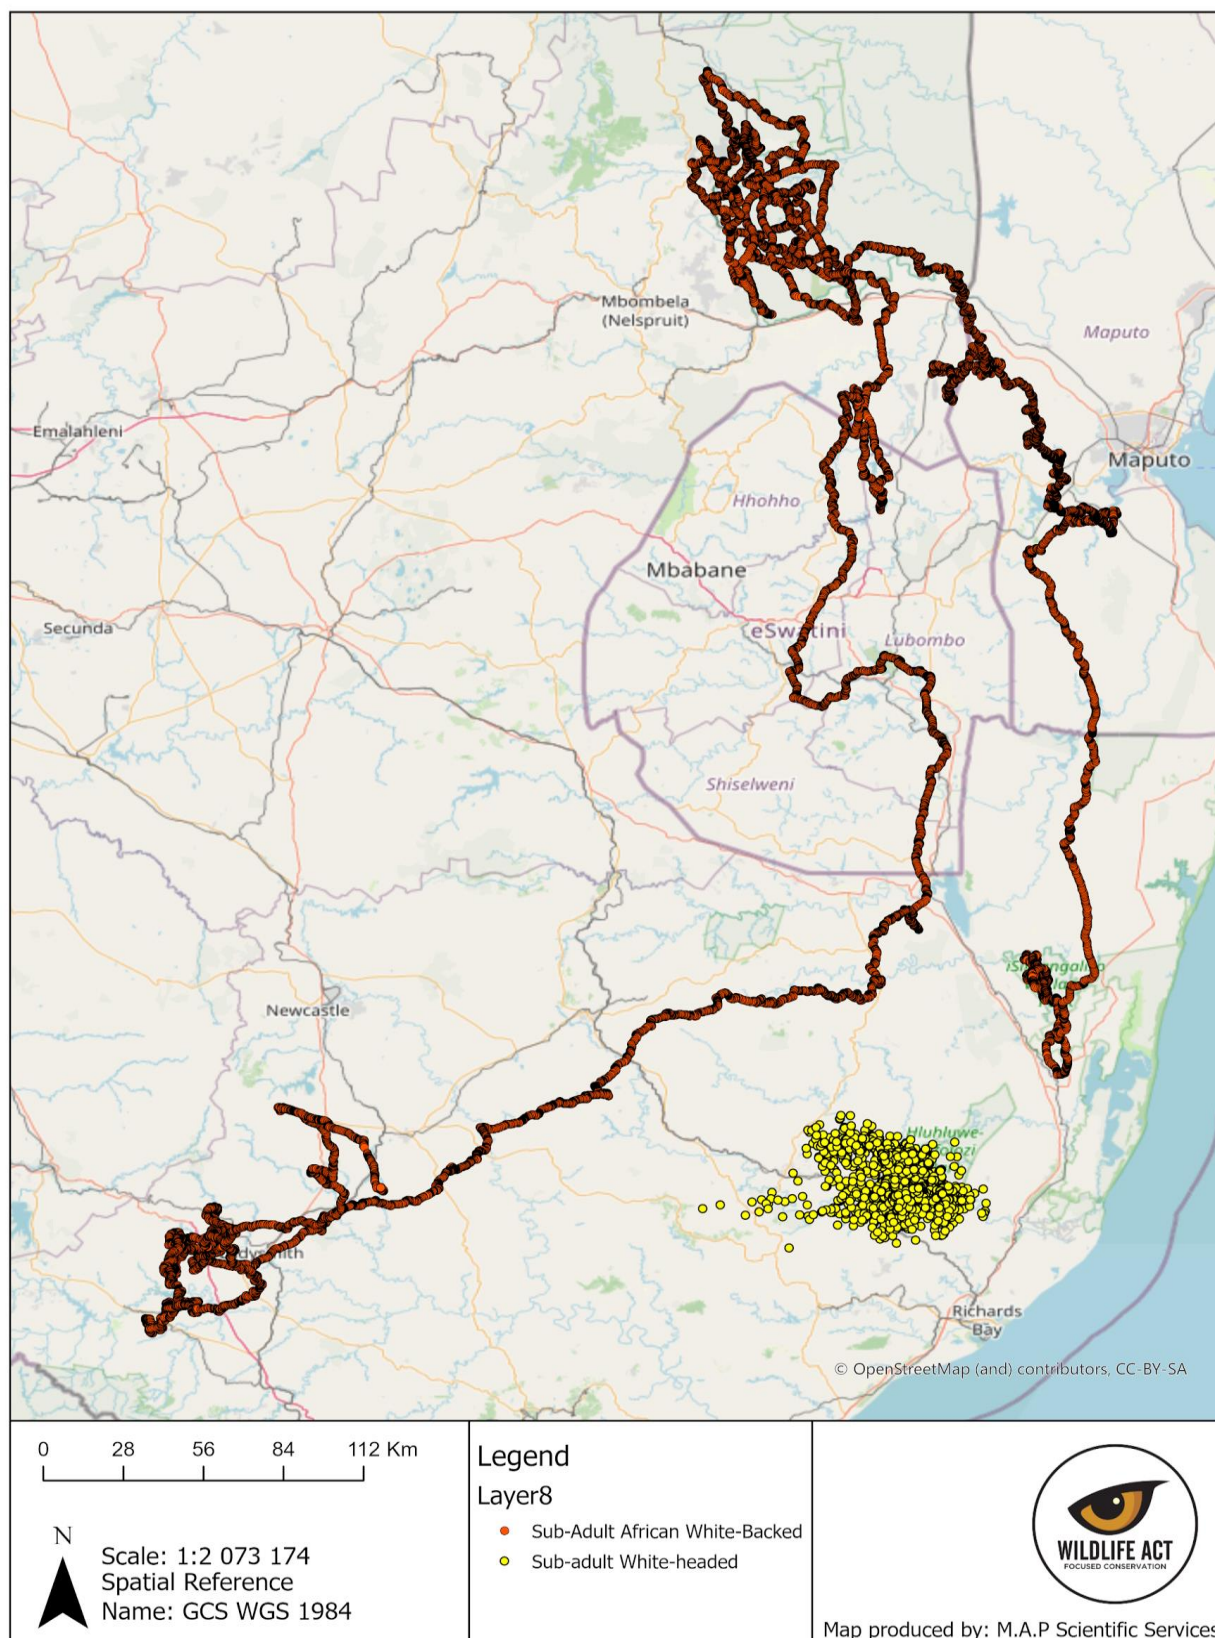 Mbombela
(Nelspruit)
Maputo
Emalahleni
Maputo
Hhohho
Mbabane
Secunda
eSwatini
Lubombo
Shiselweni
Newcastle
Hluhluwe-
Richards
Bay
© OpenStreetMap (and) contributors, CC-BY-SA
0 28 56 84 112 Km
N
Scale: 1:2 073 174
Spatial Reference
Name: GCS WGS 1984
Legend
Layer8
Sub-Adult African White-Backed
Sub-adult White-headed
WILDLIFE ACT
FOCUSED CONSERVATION
Map produced by: M.A.P Scientific Services